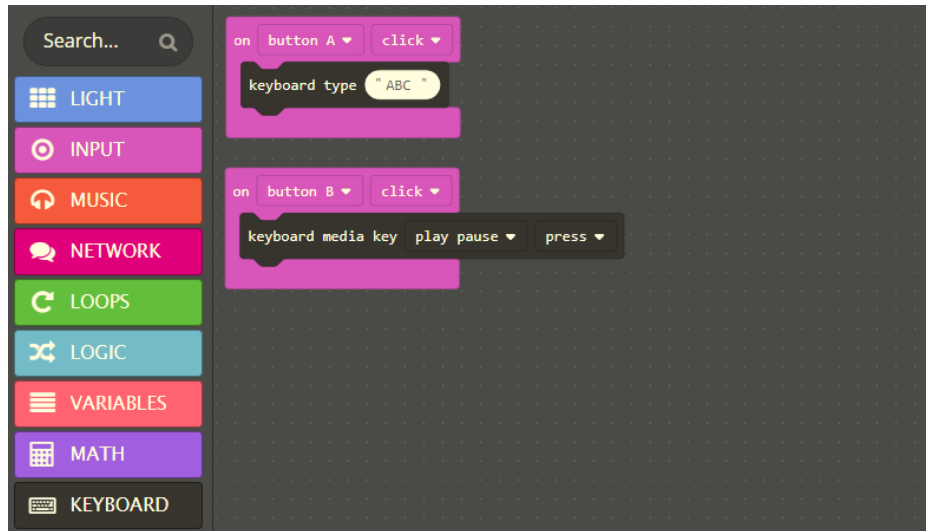 Search...
LIGHT
INPUT
MUSIC
NETWORK
LOOPS
LOGIC
VARIABLES
MATH
KEYBOARD
on button A click
keyboard type " ABC "
on button B click
keyboard media key play pause press